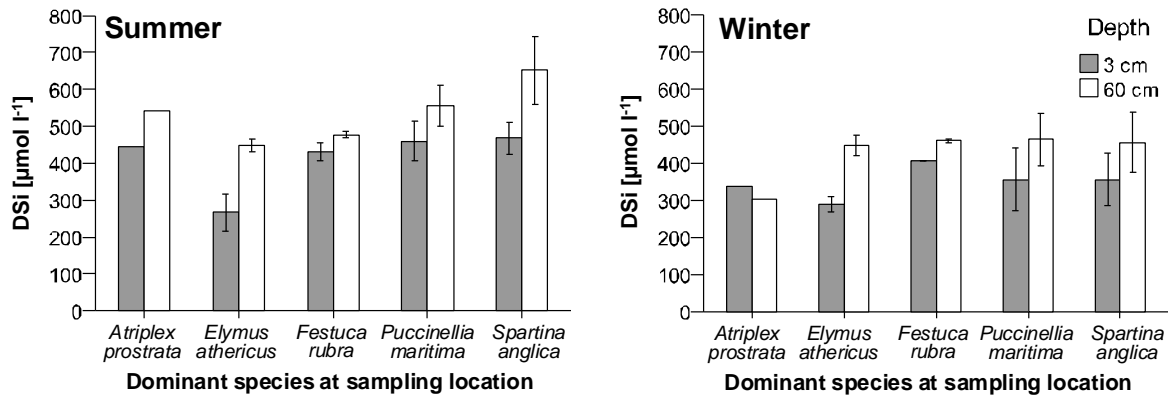 Summer
800
700
600
500
400
300
200
100
0
DSi [µmol l⁻¹]
Atriplex prostrata
Elymus athericus
Festuca rubra
Puccinellia maritima
Spartina anglica
Dominant species at sampling location
Winter
Depth
3 cm
60 cm
800
700
600
500
400
300
200
100
0
DSi [µmol l⁻¹]
Atriplex prostrata
Elymus athericus
Festuca rubra
Puccinellia maritima
Spartina anglica
Dominant species at sampling location